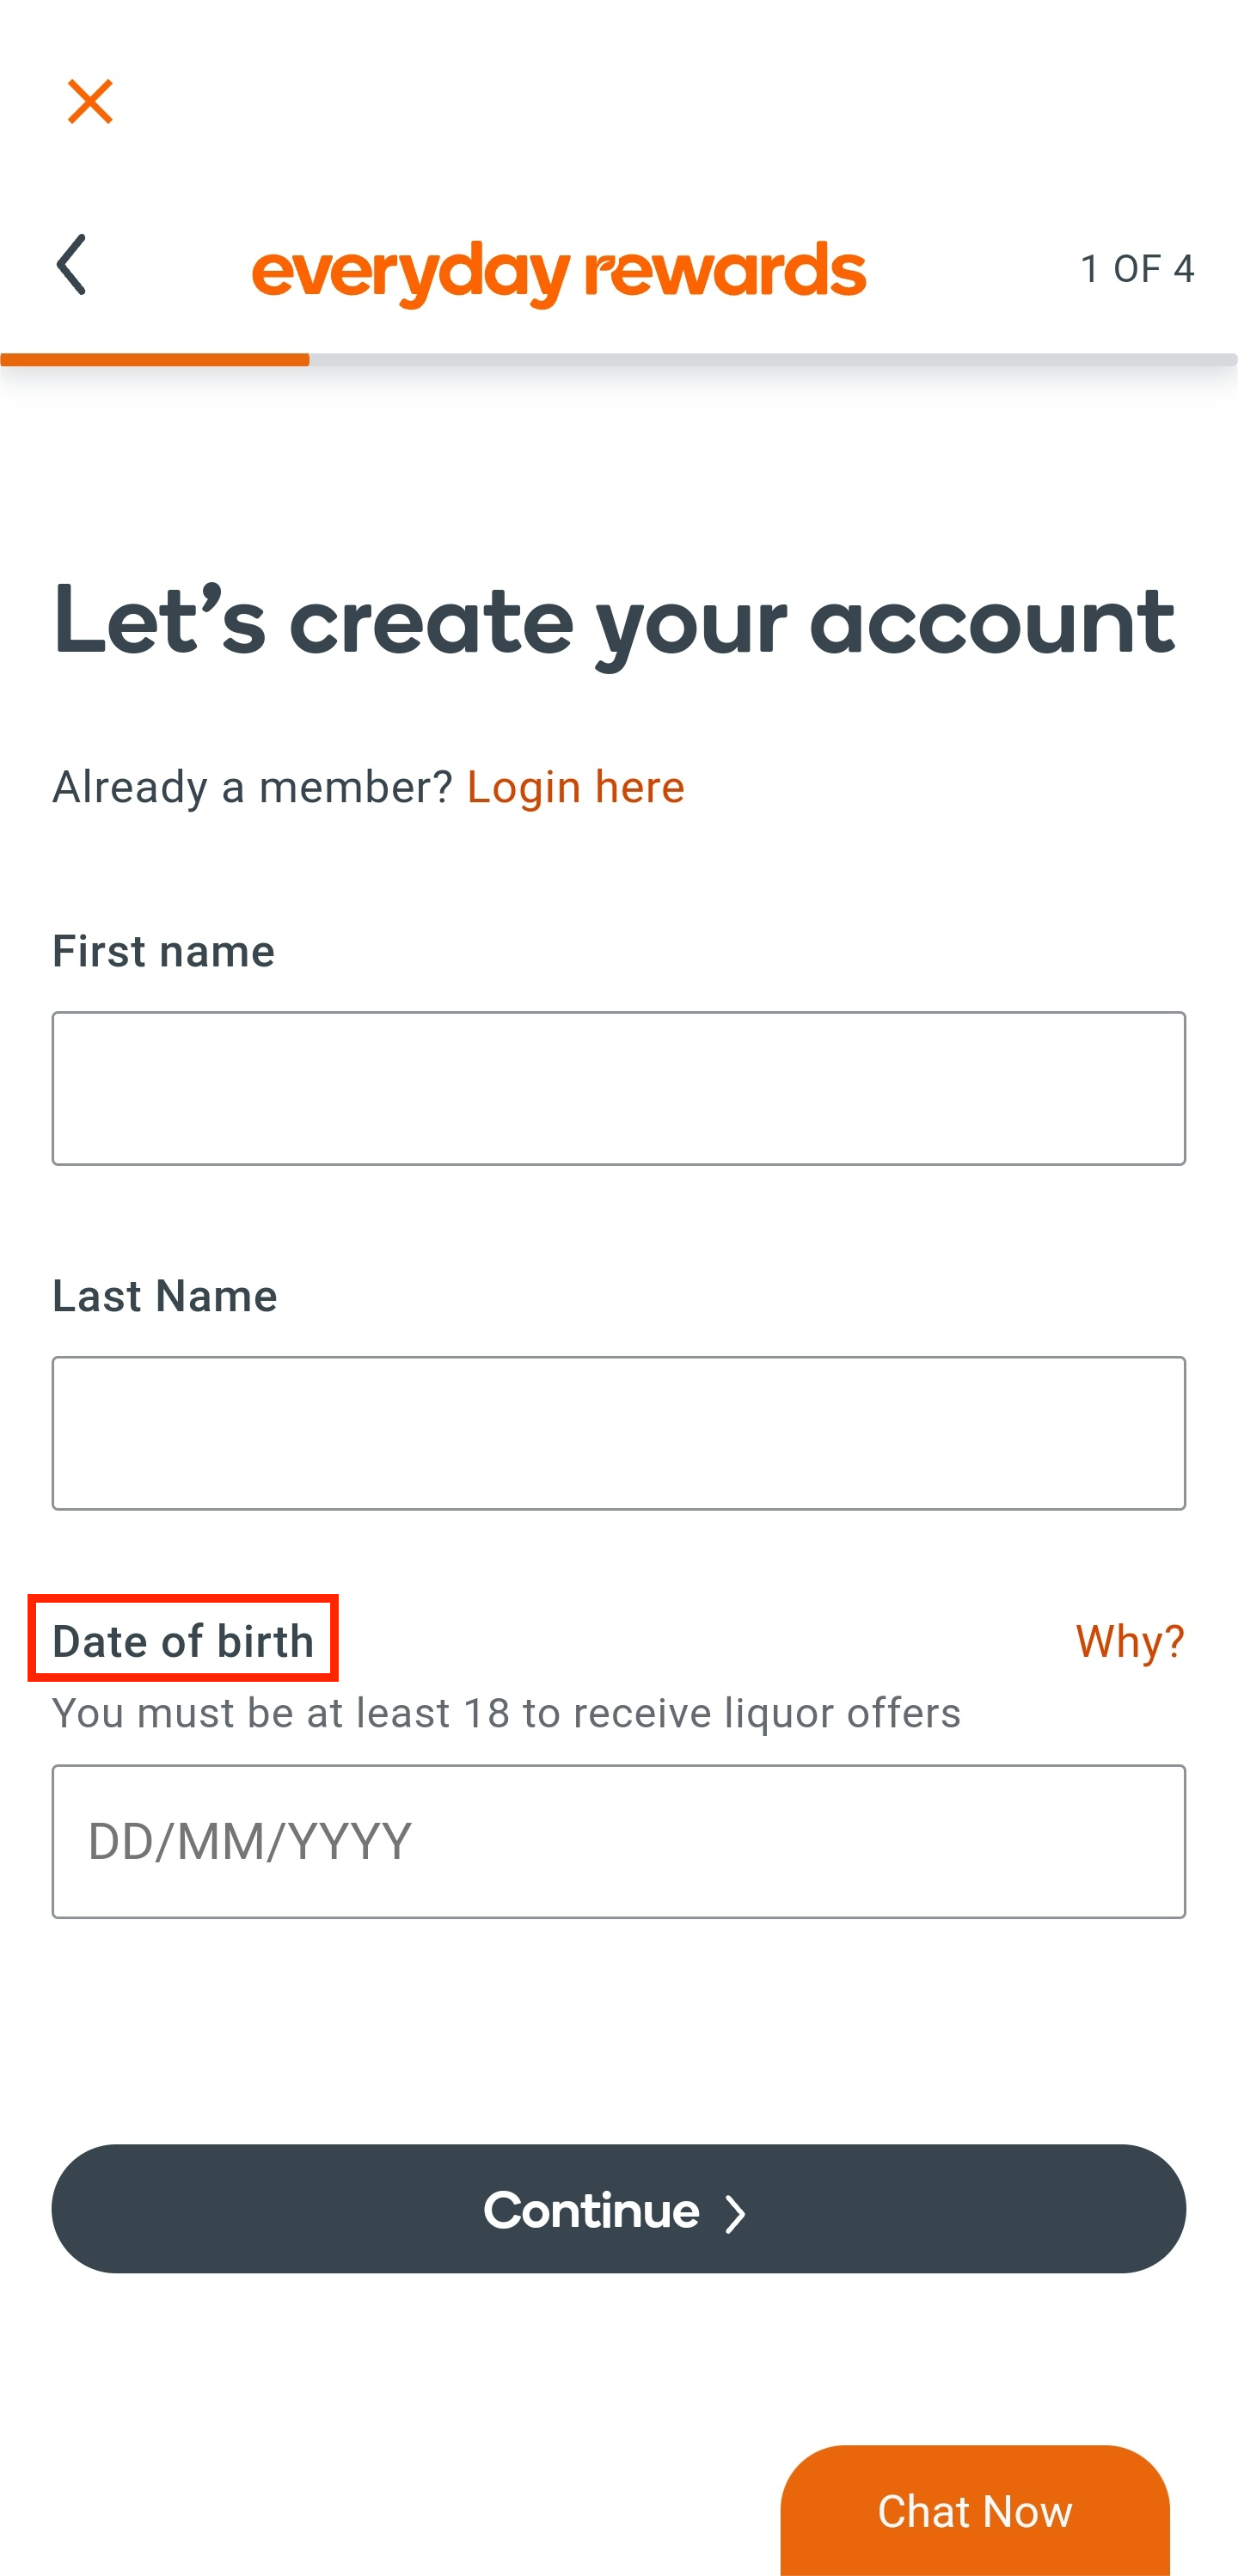 everyday rewards
1 OF 4
Let’s create your account
Already a member? Login here
First name
Last Name
Date of birth Why?
You must be at least 18 to receive liquor offers
DD/MM/YYYY
Continue
Chat Now